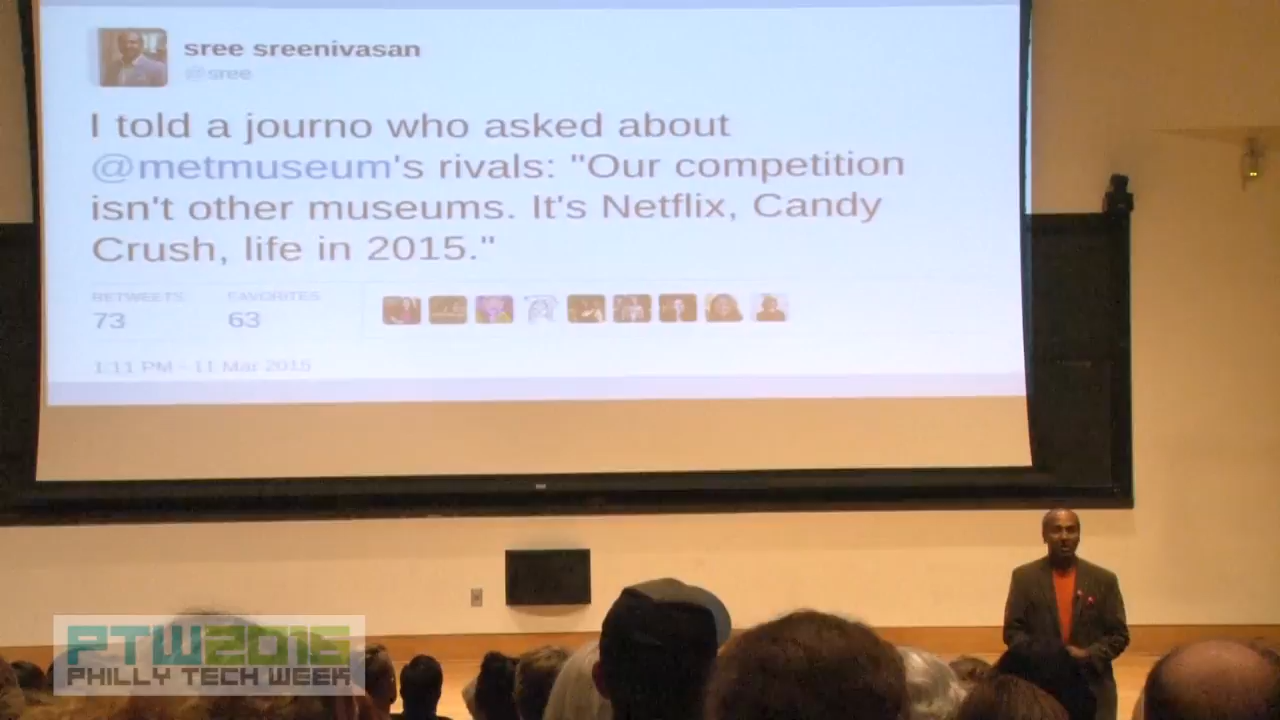 sree sreenivasan
@sree
I told a journo who asked about
@metmuseum's rivals: "Our competition
isn't other museums. It's Netflix, Candy
Crush, life in 2015."
RETWEETS FAVORITES
73 63
1:11 PM - 11 Mar 2015
PTW2015
PHILLY TECH WEEK